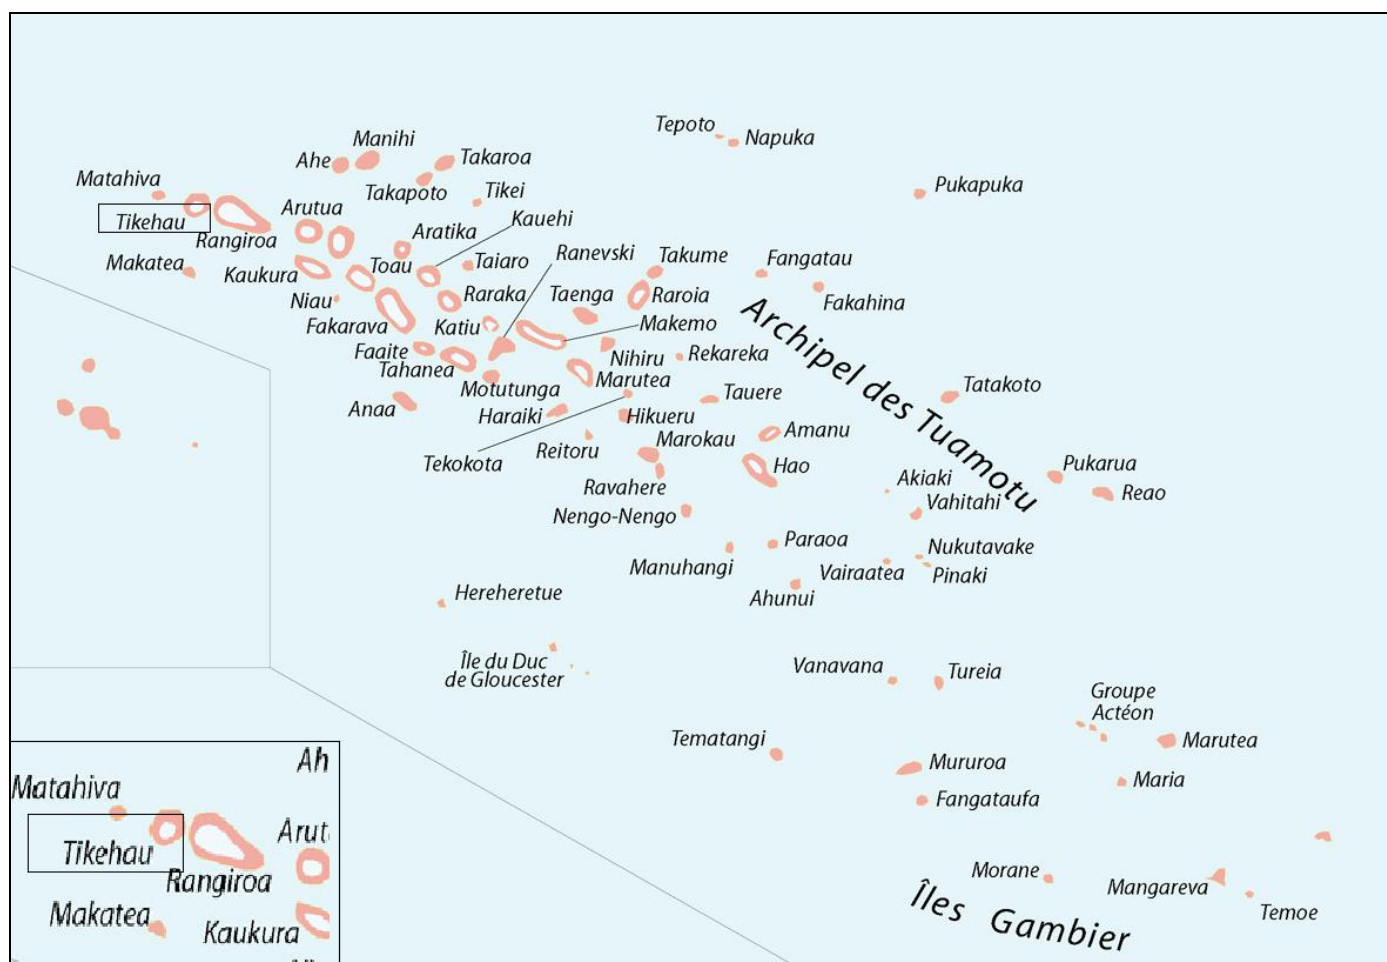 Tepoto
Napuka
Manihi
Ahe
Takaroa
Matahiva
Takapoto
Tikei
Pukapuka
Tikehau
Arutua
Kauehi
Rangiroa
Aratika
Ranevski
Makatea
Kaukura
Toau
Taiaro
Takume
Fangatau
Niau
Raraka
Taenga
Raroia
Fakahina
Fakarava
Katiu
Makemo
Archipel des Tuamotu
Faaite
Tahanea
Nihiru
Rekareka
Motutunga
Marutea
Tatakoto
Anaa
Haraiki
Hikueru
Tauere
Tekokota
Reitoru
Marokau
Amanu
Hao
Pukarua
Ravahere
Akiaki
Reao
Nengo-Nengo
Vahitahi
Manuhangi
Paraoa
Nukutavake
Vairaatea
Pinaki
Hereheretue
Ahunui
Île du Duc
de Gloucester
Vanavana
Tureia
Groupe
Actéon
Tematangi
Marutea
Mururoa
Maria
Fangataufa
Morane
Mangareva
Temoe
Îles Gambier
Ah
Matahiva
Arut
Tikehau
Rangiroa
Makatea
Kaukura